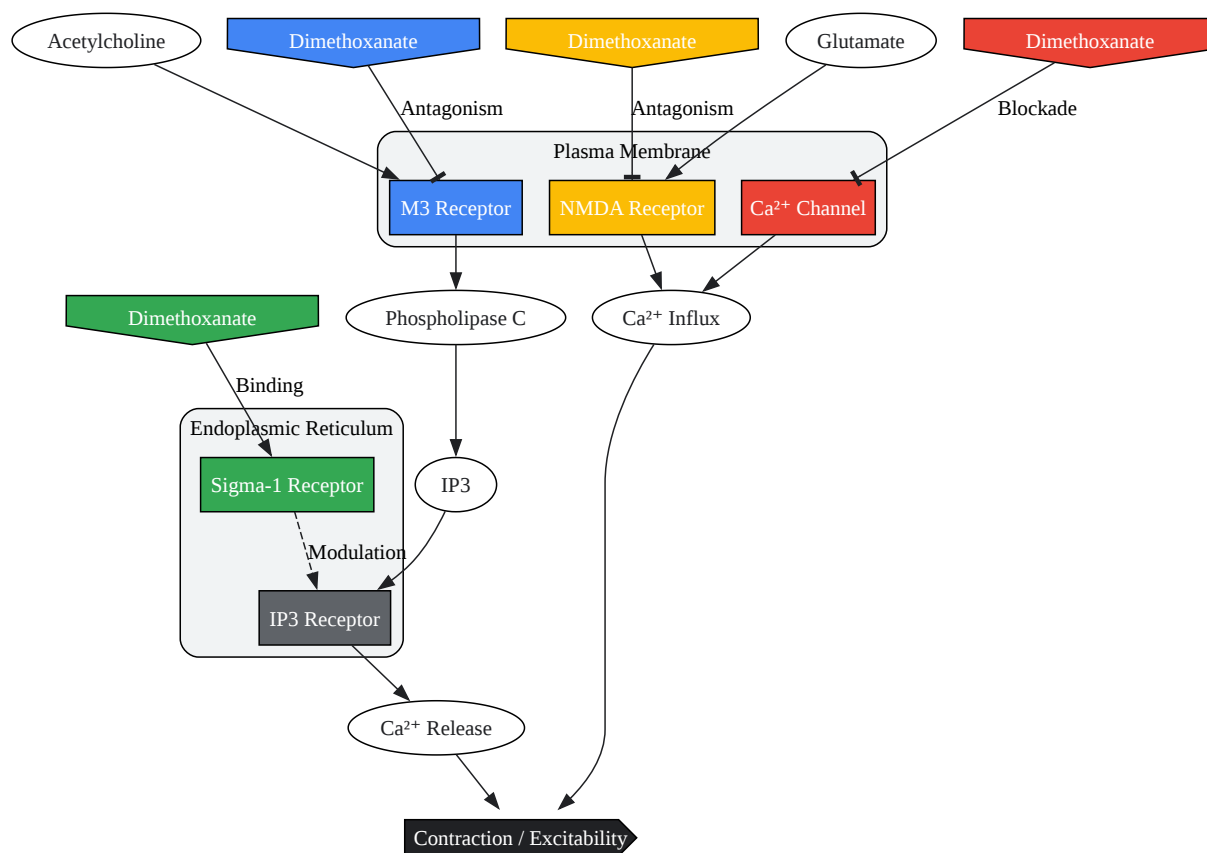 Acetylcholine
Dimethoxanate
Dimethoxanate
Glutamate
Dimethoxanate
Antagonism
Antagonism
Blockade
Plasma Membrane
M3 Receptor
NMDA Receptor
Ca²⁺ Channel
Dimethoxanate
Phospholipase C
Ca²⁺ Influx
Binding
Endoplasmic Reticulum
Sigma-1 Receptor
IP3
Modulation
IP3 Receptor
Ca²⁺ Release
Contraction / Excitability